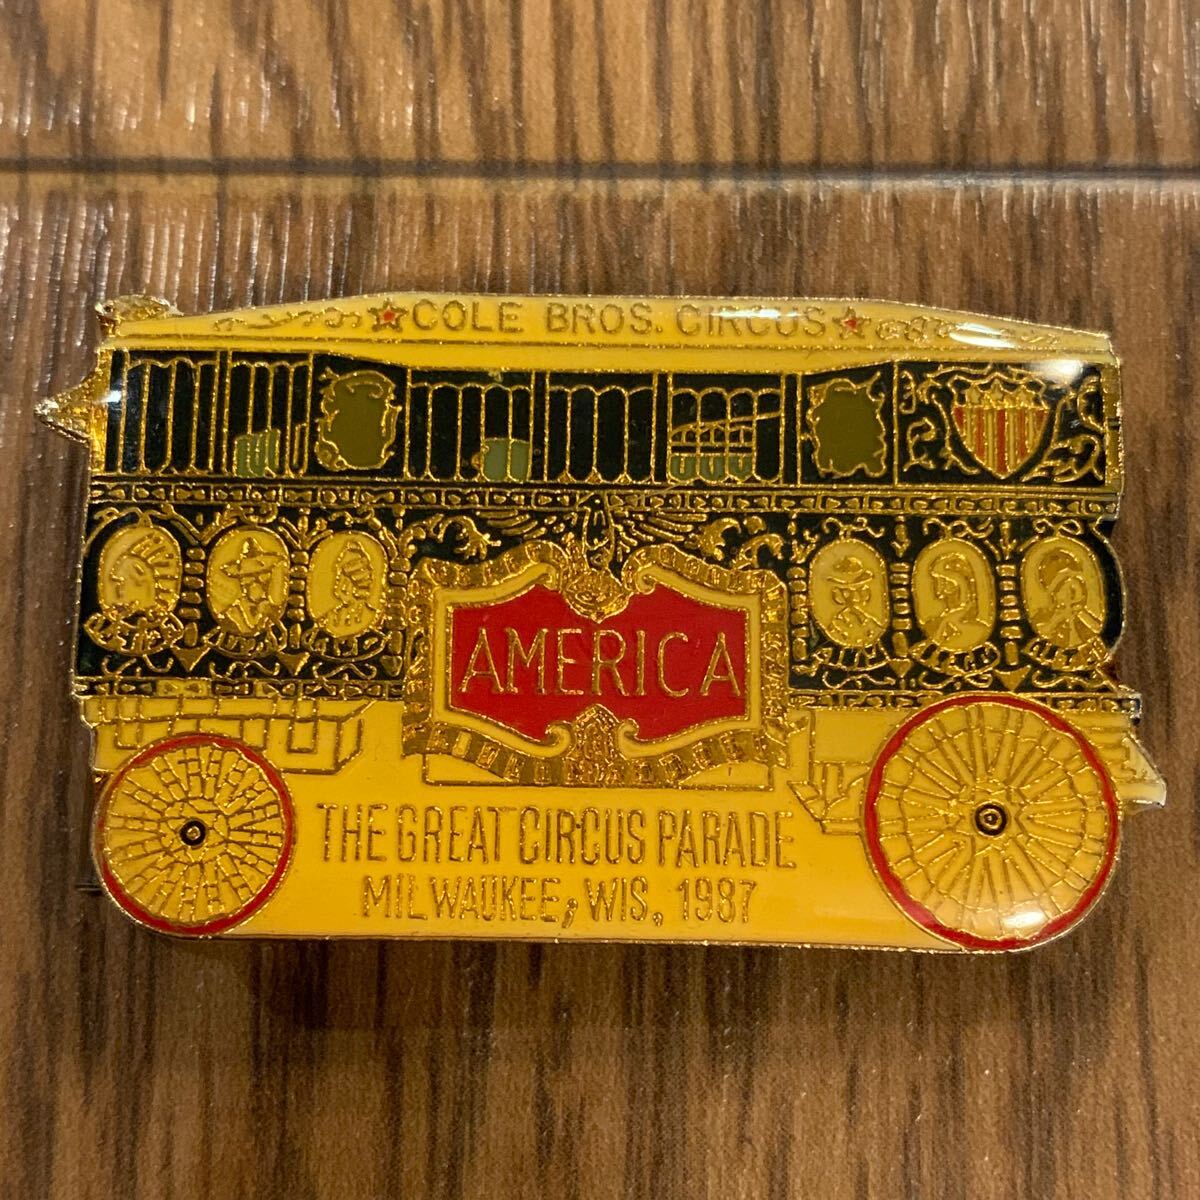 ★COLE BROS. CIRCUS★
AMERICA
THE GREAT CIRCUS PARADE
MILWAUKEE; WIS, 1987